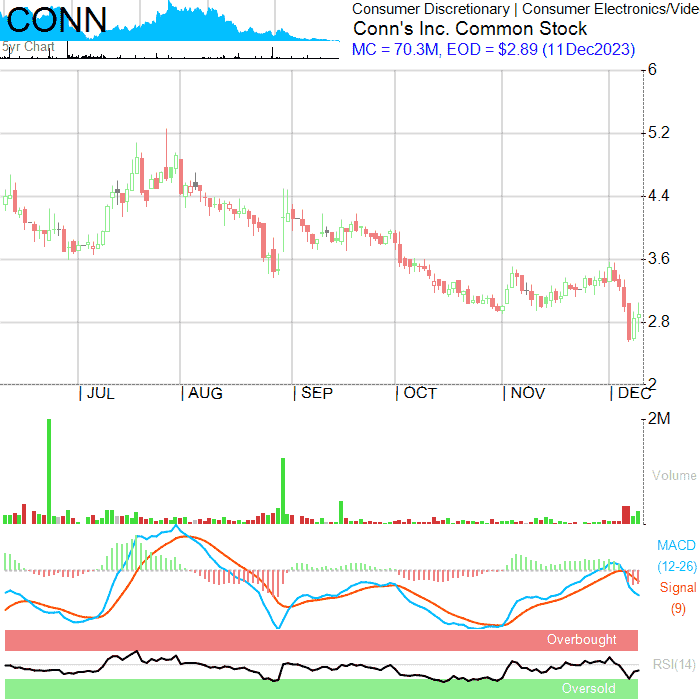 CONN
5yr Chart
Consumer Discretionary | Consumer Electronics/Vide
Conn's Inc. Common Stock
MC = 70.3M, EOD = $2.89 (11Dec2023)
6
5.2
4.4
3.6
2.8
2
| JUL | AUG | SEP | OCT | NOV | DEC
2M
Volume
MACD
(12-26)
Signal
(9)
Overbought
RSI(14)
Oversold